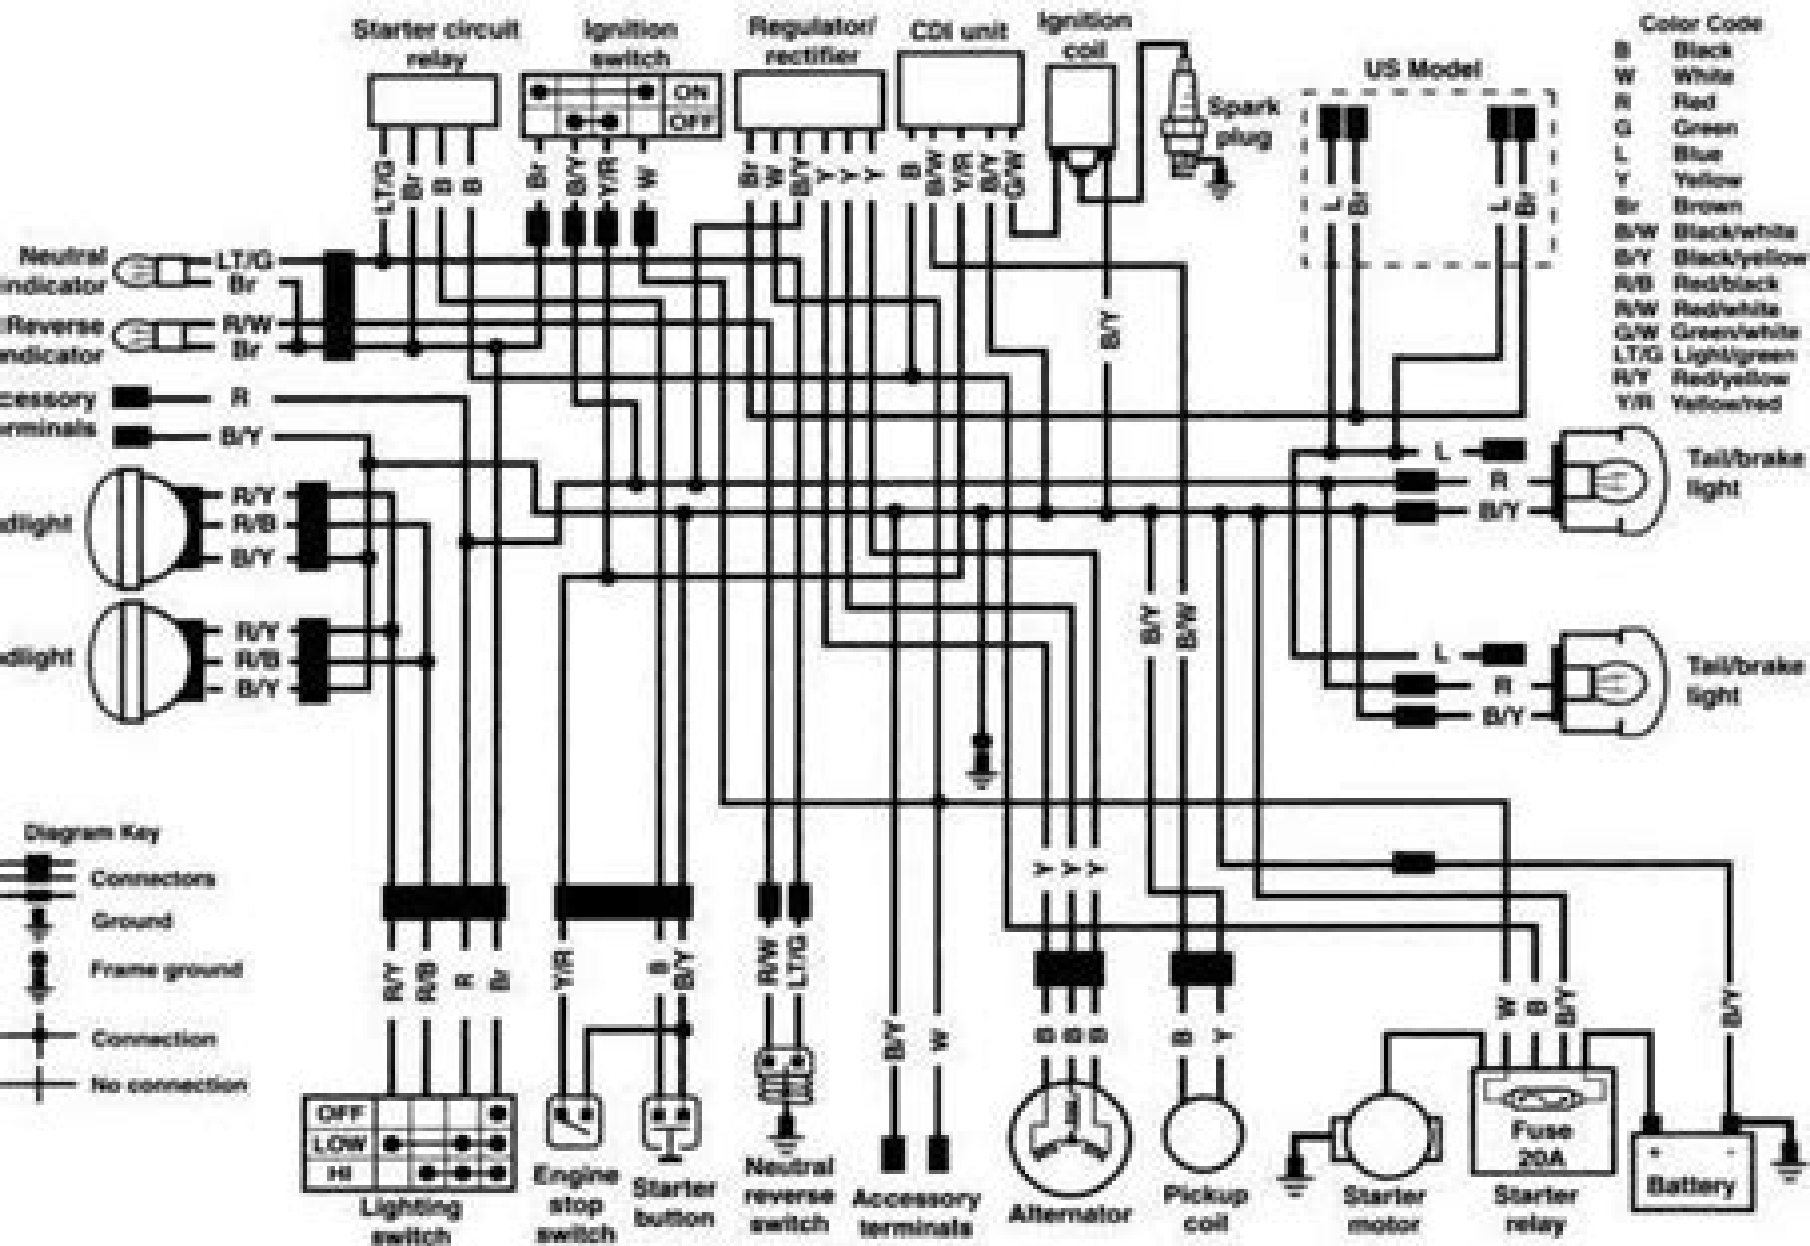 Starter circuit
relay
Ignition
switch
ON
OFF
Regulator/
rectifier
CDI unit
Ignition
coil
Spark
plug
US Model
Color Code
B Black
W White
R Red
G Green
L Blue
Y Yellow
Br Brown
B/W Black/white
B/Y Black/yellow
R/B Red/black
R/W Red/white
G/W Green/white
LT/G Light/green
R/Y Red/yellow
Y/R Yellow/red
LT/G
Br
B
B
Br
B/Y
Y/R
W
Br
W
B/Y
Y
Y
Y
B
B/W
Y/R
B/Y
G/W
L
Br
L
Br
Neutral
indicator
LT/G
Br
Reverse
indicator
R/W
Br
B/Y
cessory
R
erminals
B/Y
L
R
B/Y
Tail/brake
light
dlight
R/Y
R/B
B/Y
dlight
R/Y
R/B
B/Y
B/Y
B/W
L
R
B/Y
Tail/brake
light
Diagram Key
Connectors
Ground
Frame ground
Connection
No connection
Y
Y
Y
R/Y
R/B
R
Br
Y/R
B
B/Y
R/W
LT/G
B/Y
W
B
B
B
B
Y
W
B
B/Y
B/Y
OFF
LOW
HI
Lighting
switch
Engine
stop
switch
Starter
button
Neutral
reverse
switch
Accessory
terminals
Alternator
Pickup
coil
Starter
motor
Fuse
20A
Starter
relay
+ -
Battery